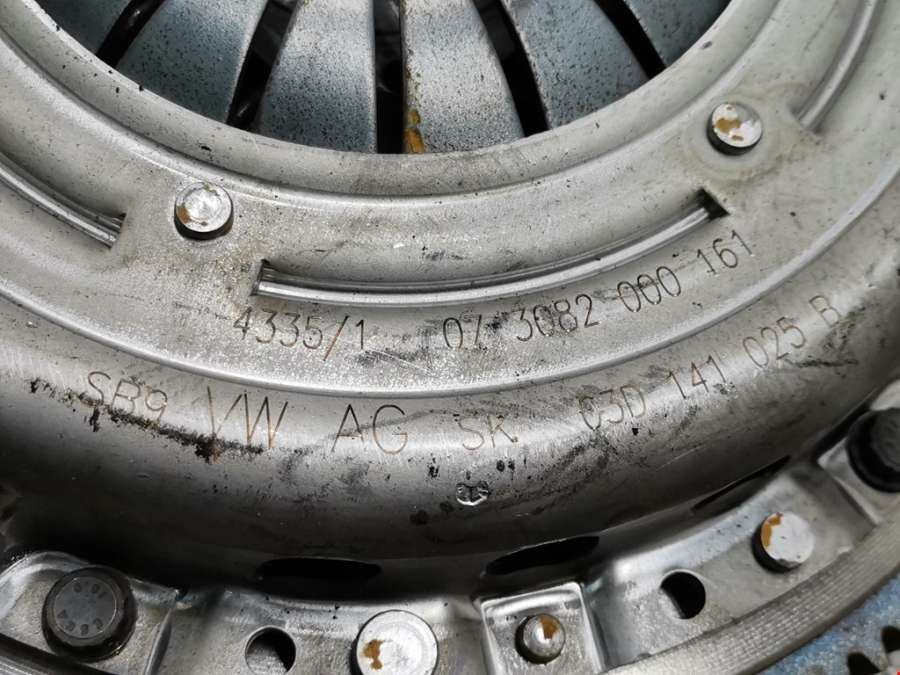 4335/1 07 3082 000 161
SB9 VW AG SK 03D 141 025 B